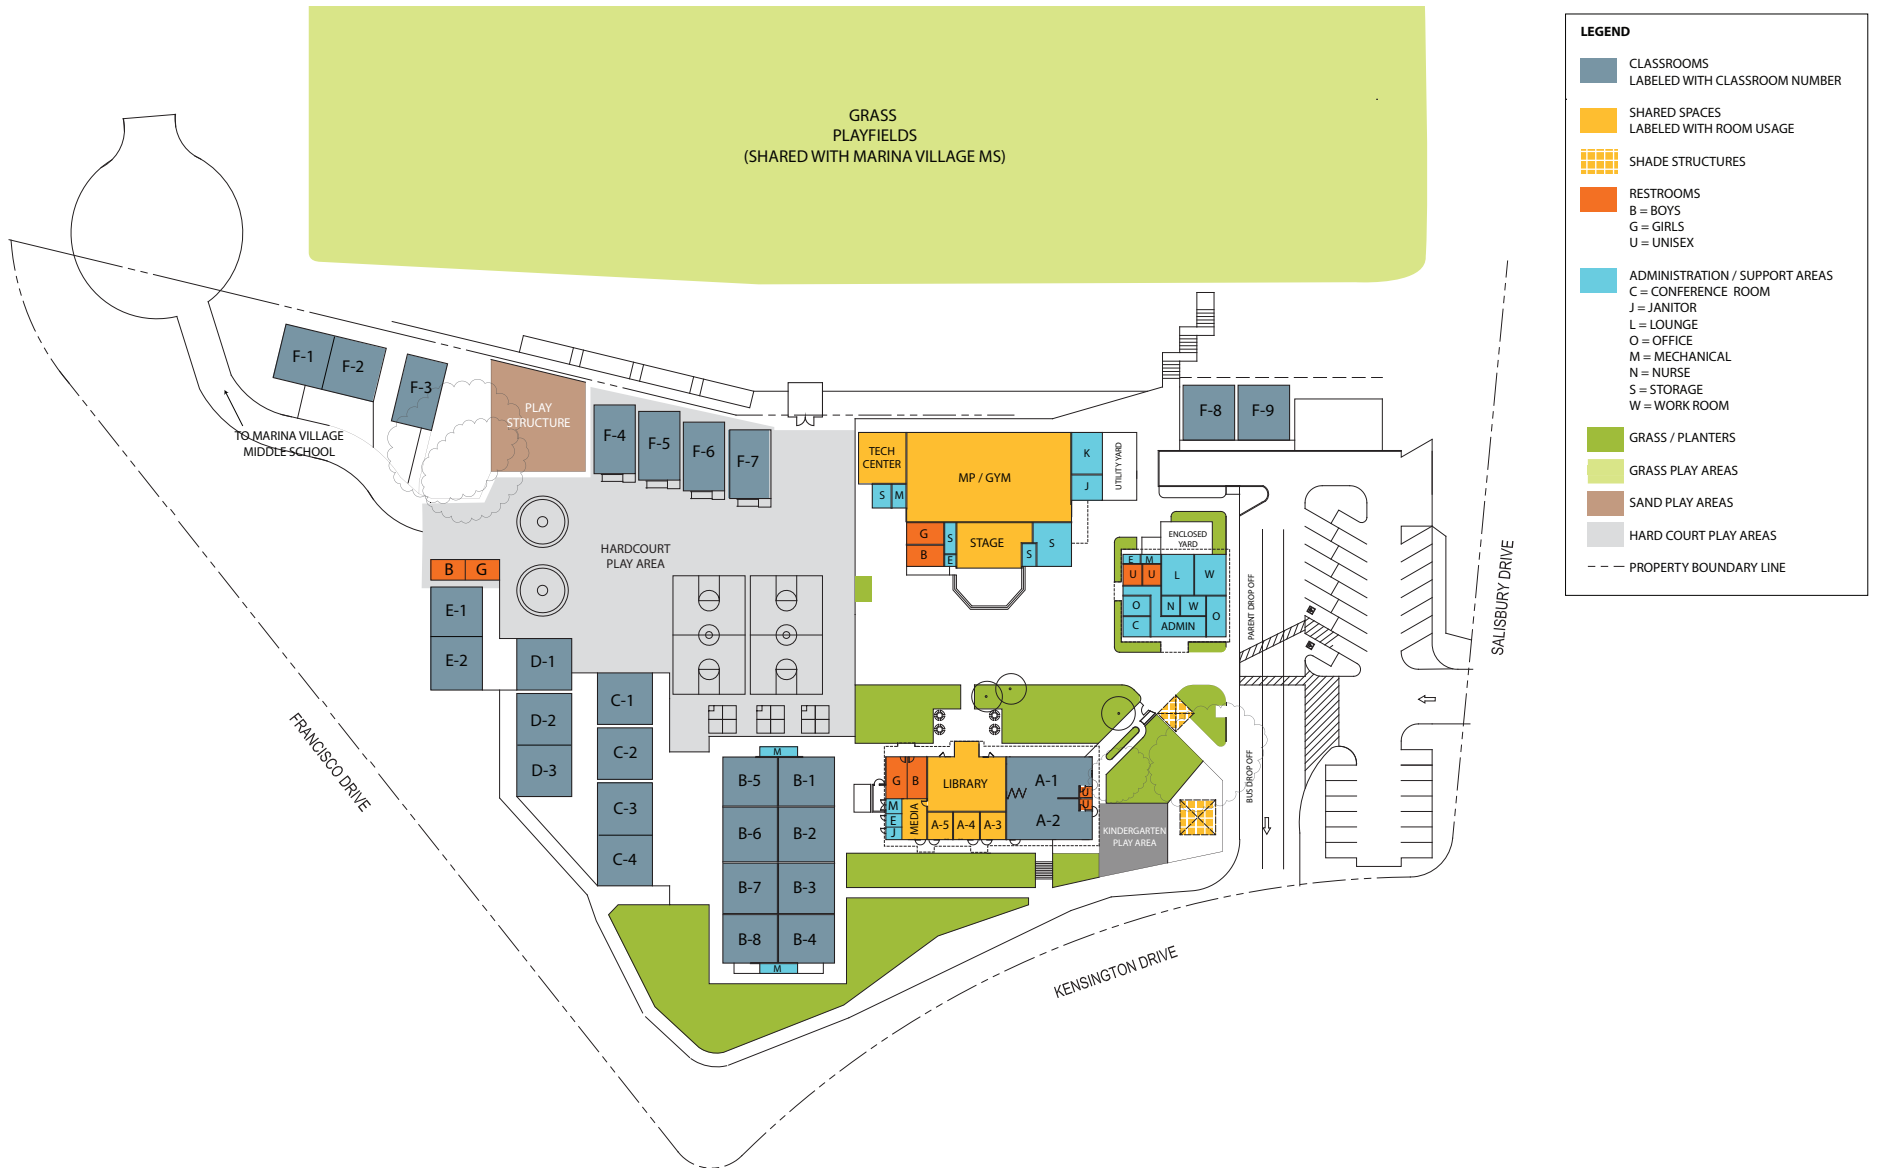 GRASS
PLAYFIELDS
(SHARED WITH MARINA VILLAGE MS)
LEGEND
CLASSROOMS
LABELED WITH CLASSROOM NUMBER
SHARED SPACES
LABELED WITH ROOM USAGE
SHADE STRUCTURES
RESTROOMS
B = BOYS
G = GIRLS
U = UNISEX
ADMINISTRATION / SUPPORT AREAS
C = CONFERENCE ROOM
J = JANITOR
L = LOUNGE
O = OFFICE
M = MECHANICAL
N = NURSE
S = STORAGE
W = WORK ROOM
GRASS / PLANTERS
GRASS PLAY AREAS
SAND PLAY AREAS
HARD COURT PLAY AREAS
PROPERTY BOUNDARY LINE
F-1
F-2
F-3
TO MARINA VILLAGE
MIDDLE SCHOOL
PLAY
STRUCTURE
F-4
F-5
F-6
F-7
F-8
F-9
TECH
CENTER
MP / GYM
K
J
UTILITY YARD
S
M
G
B
S
E
STAGE
S
S
HARDCOURT
PLAY AREA
ENCLOSED
YARD
E
M
U
U
L
W
O
N
W
O
C
ADMIN
PARENT DROP OFF
BUS DROP OFF
SALISBURY DRIVE
B
G
E-1
E-2
D-1
D-2
D-3
C-1
C-2
C-3
C-4
M
B-5
B-1
B-6
B-2
B-7
B-3
B-8
B-4
M
G
B
LIBRARY
A-1
U
U
M
E
J
MEDIA
A-5
A-4
A-3
A-2
KINDERGARTEN
PLAY AREA
FRANCISCO DRIVE
KENSINGTON DRIVE